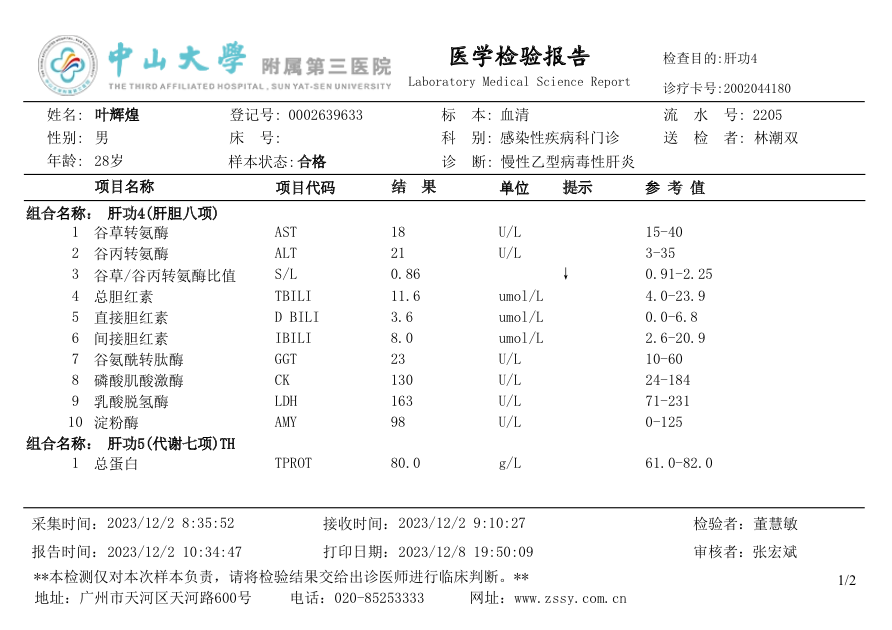 中山大学 附属第三医院
THE THIRD AFFILIATED HOSPITAL, SUN YAT-SEN UNIVERSITY
医学检验报告
Laboratory Medical Science Report
检查目的:肝功4
诊疗卡号:2002044180
姓名: 叶辉煌 登记号: 0002639633 标 本: 血清 流 水 号: 2205
性别: 男 床 号: 科 别: 感染性疾病科门诊 送 检 者: 林潮双
年龄: 28岁 样本状态: 合格 诊 断: 慢性乙型病毒性肝炎
项目名称 项目代码 结 果 单位 提示 参 考 值
组合名称: 肝功4(肝胆八项)
1 谷草转氨酶 AST 18 U/L 15-40
2 谷丙转氨酶 ALT 21 U/L 3-35
3 谷草/谷丙转氨酶比值 S/L 0.86 ↓ 0.91-2.25
4 总胆红素 TBILI 11.6 umol/L 4.0-23.9
5 直接胆红素 D BILI 3.6 umol/L 0.0-6.8
6 间接胆红素 IBILI 8.0 umol/L 2.6-20.9
7 谷氨酰转肽酶 GGT 23 U/L 10-60
8 磷酸肌酸激酶 CK 130 U/L 24-184
9 乳酸脱氢酶 LDH 163 U/L 71-231
10 淀粉酶 AMY 98 U/L 0-125
组合名称: 肝功5(代谢七项)TH
1 总蛋白 TPROT 80.0 g/L 61.0-82.0
采集时间: 2023/12/2 8:35:52 接收时间: 2023/12/2 9:10:27 检验者: 董慧敏
报告时间: 2023/12/2 10:34:47 打印日期: 2023/12/8 19:50:09 审核者: 张宏斌
**本检测仅对本次样本负责,请将检验结果交给出诊医师进行临床判断。**
1/2
地址: 广州市天河区天河路600号 电话: 020-85253333 网址: www.zssy.com.cn